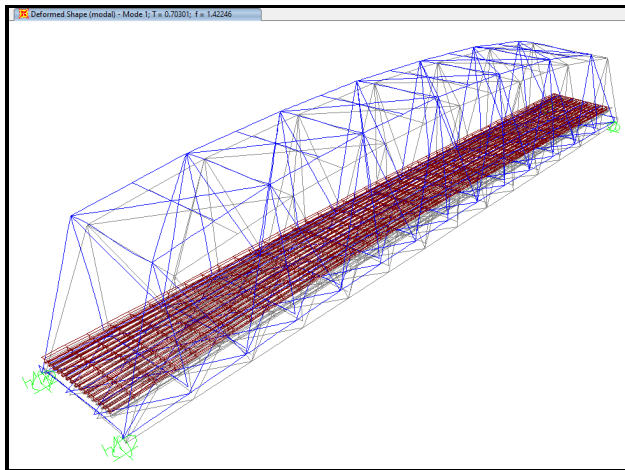 Deformed Shape (modal) - Mode 1; T = 0.70301; f = 1.42246